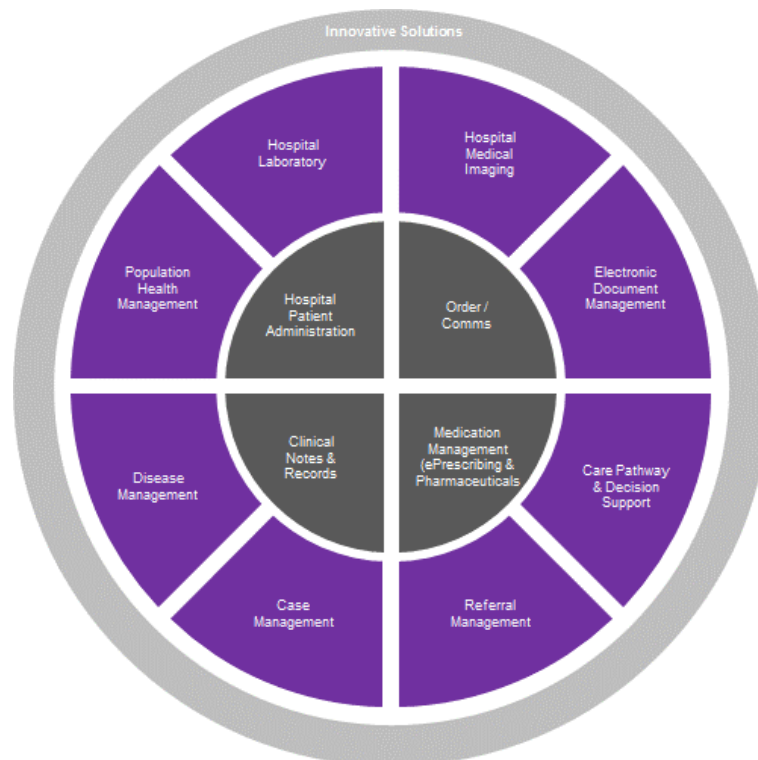 Innovative Solutions
Hospital
Laboratory
Hospital
Medical
Imaging
Population
Health
Management
Electronic
Document
Management
Hospital
Patient
Administration
Order /
Comms
Clinical
Notes &
Records
Medication
Management
(ePrescribing &
Pharmaceuticals
Disease
Management
Care Pathway
& Decision
Support
Case
Management
Referral
Management